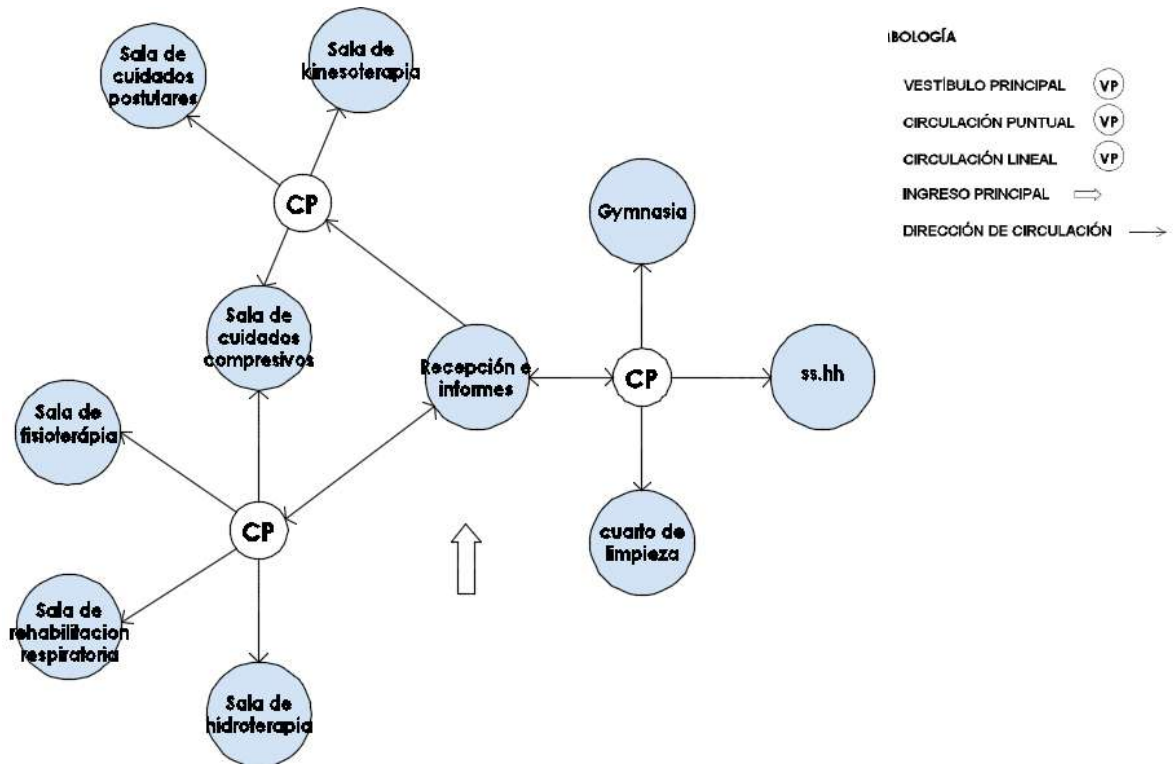 Sala de
cuidados
postulares
Sala de
kinesoterapia
CP
Sala de
cuidados
compresivos
Recepción e
informes
Gymnasia
CP
ss.hh
cuarto de
limpieza
Sala de
fisioterápia
CP
Sala de
rehabilitacion
respiratoria
Sala de
hidroterapia
IBOLOGÍA
VESTÍBULO PRINCIPAL VP
CIRCULACIÓN PUNTUAL VP
CIRCULACIÓN LINEAL VP
INGRESO PRINCIPAL
DIRECCIÓN DE CIRCULACIÓN